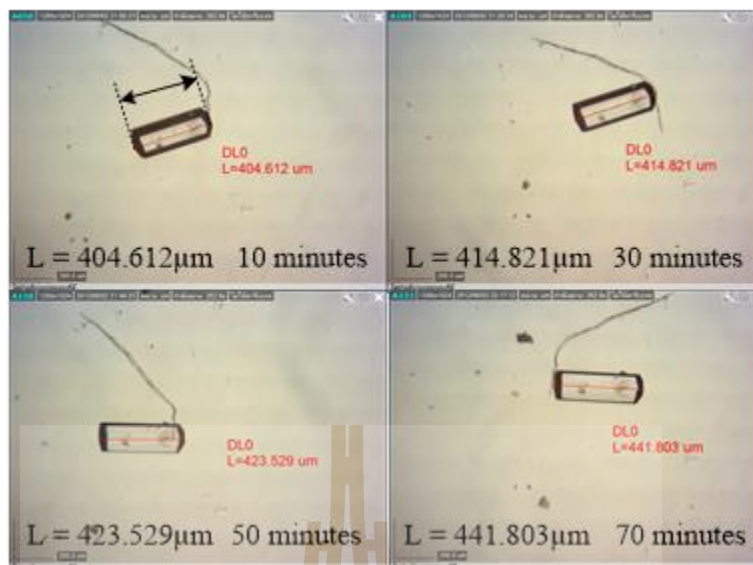 DL0
L=404.612 um
L = 404.612μm 10 minutes
DL0
L=414.821 um
L = 414.821μm 30 minutes
DL0
L=423.529 um
L = 423.529μm 50 minutes
DL0
L=441.803 um
L = 441.803μm 70 minutes